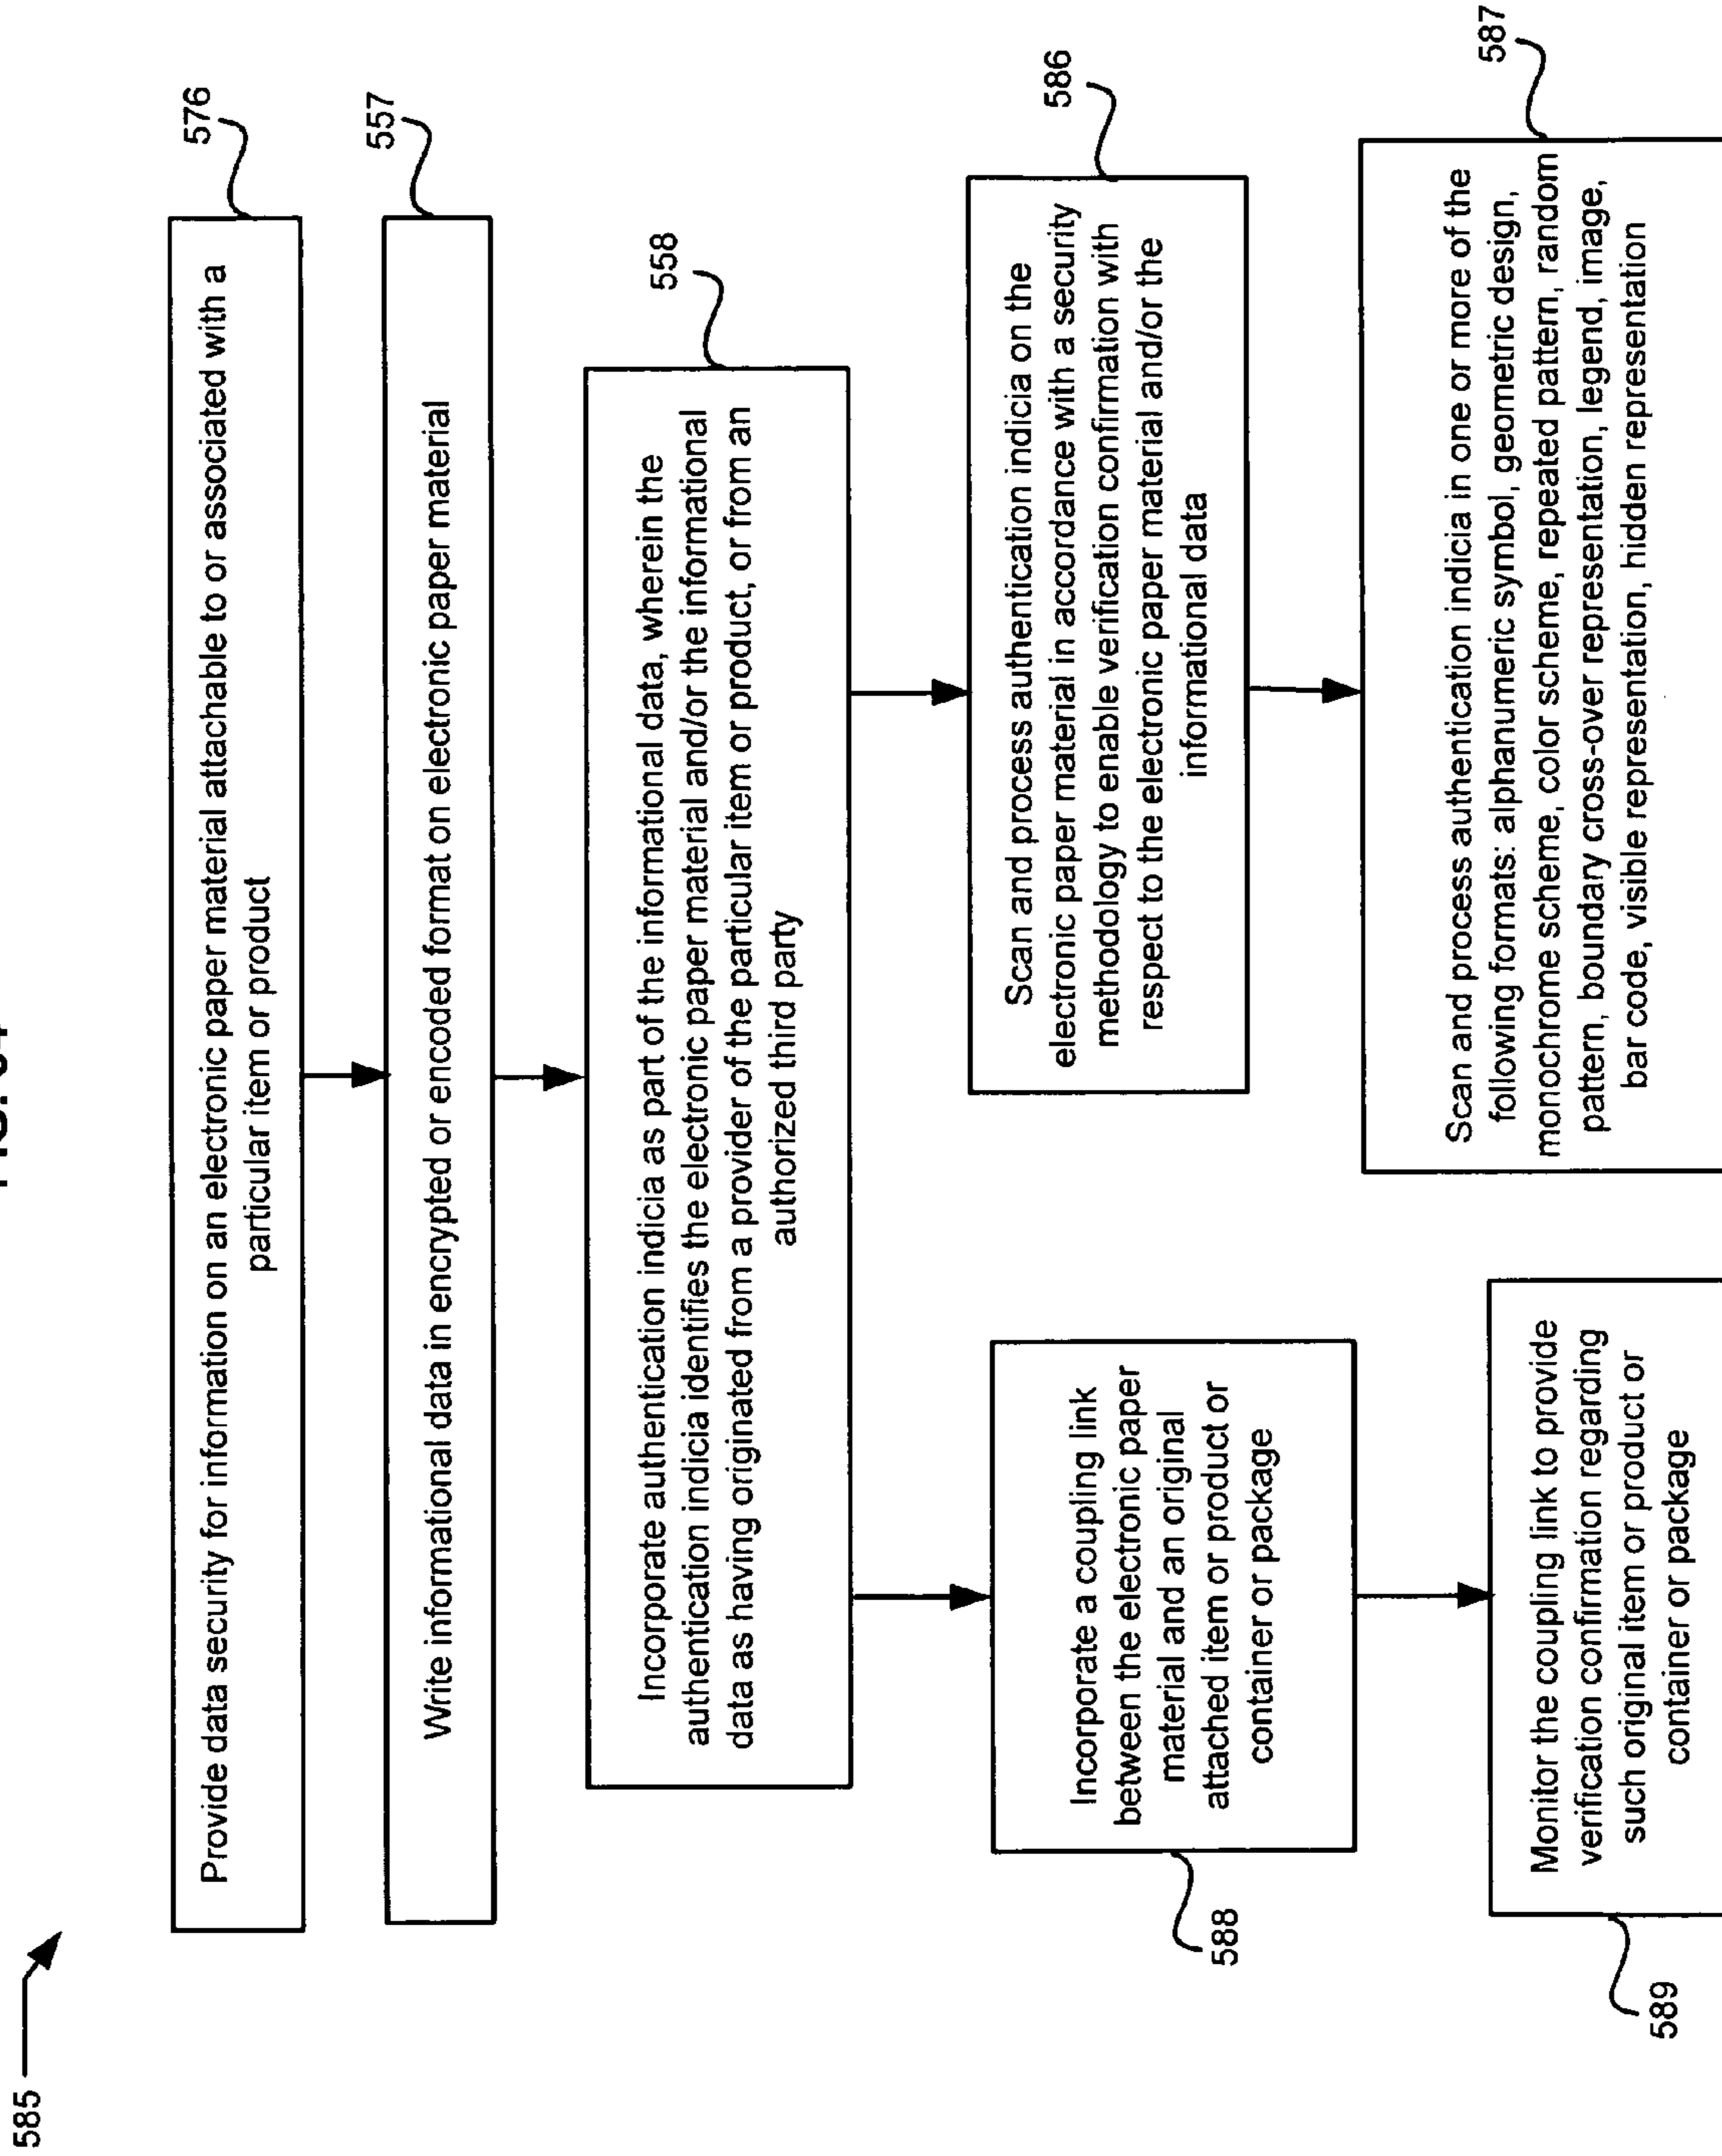 FIG.
585
576
Provide data security for information on an electronic paper material attachable to or associated with a
particular item or product
557
Write informational data in encrypted or encoded format on electronic paper material
558
Incorporate authentication indicia as part of the informational data, wherein the
authentication indicia identifies the electronic paper material and/or the informational
data as having originated from a provider of the particular item or product, or from an
authorized third party
588
Incorporate a coupling link
between the electronic paper
material and an original
attached item or product or
container or package
586
Scan and process authentication indicia on the
electronic paper material in accordance with a security
methodology to enable verification confirmation with
respect to the electronic paper material and/or the
informational data
589
Monitor the coupling link to provide
verification confirmation regarding
such original item or product or
container or package
587
Scan and process authentication indicia in one or more of the
following formats: alphanumeric symbol, geometric design,
monochrome scheme, color scheme, repeated pattern, random
pattern, boundary cross-over representation, legend, image,
bar code, visible representation, hidden representation